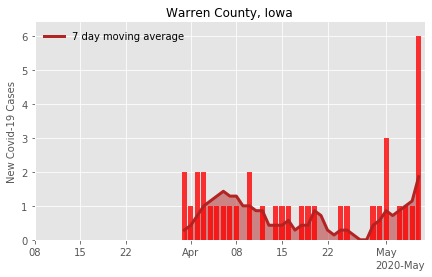 Warren County, Iowa
7 day moving average
New Covid-19 Cases
6
5
4
3
2
1
0
08 15 22 Apr 08 15 22 May
2020-May